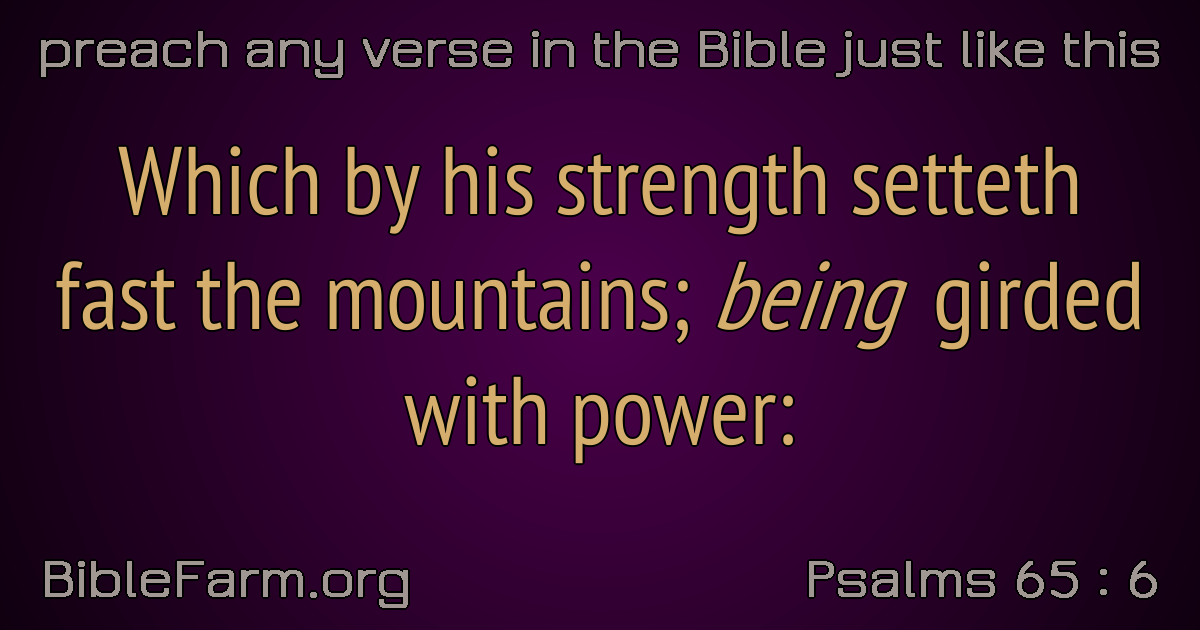 preach any verse in the Bible just like this
Which by his strength setteth
fast the mountains; being girded
with power:
BibleFarm.org
Psalms 65 : 6